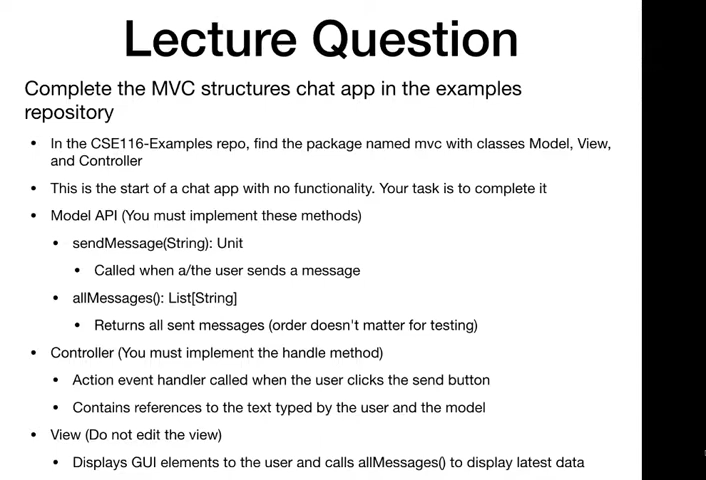 Lecture Question
Complete the MVC structures chat app in the examples
repository
• In the CSE116-Examples repo, find the package named mvc with classes Model, View,
and Controller
• This is the start of a chat app with no functionality. Your task is to complete it
• Model API (You must implement these methods)
• sendMessage(String): Unit
• Called when a/the user sends a message
• allMessages(): List[String]
• Returns all sent messages (order doesn't matter for testing)
• Controller (You must implement the handle method)
• Action event handler called when the user clicks the send button
• Contains references to the text typed by the user and the model
• View (Do not edit the view)
• Displays GUI elements to the user and calls allMessages() to display latest data